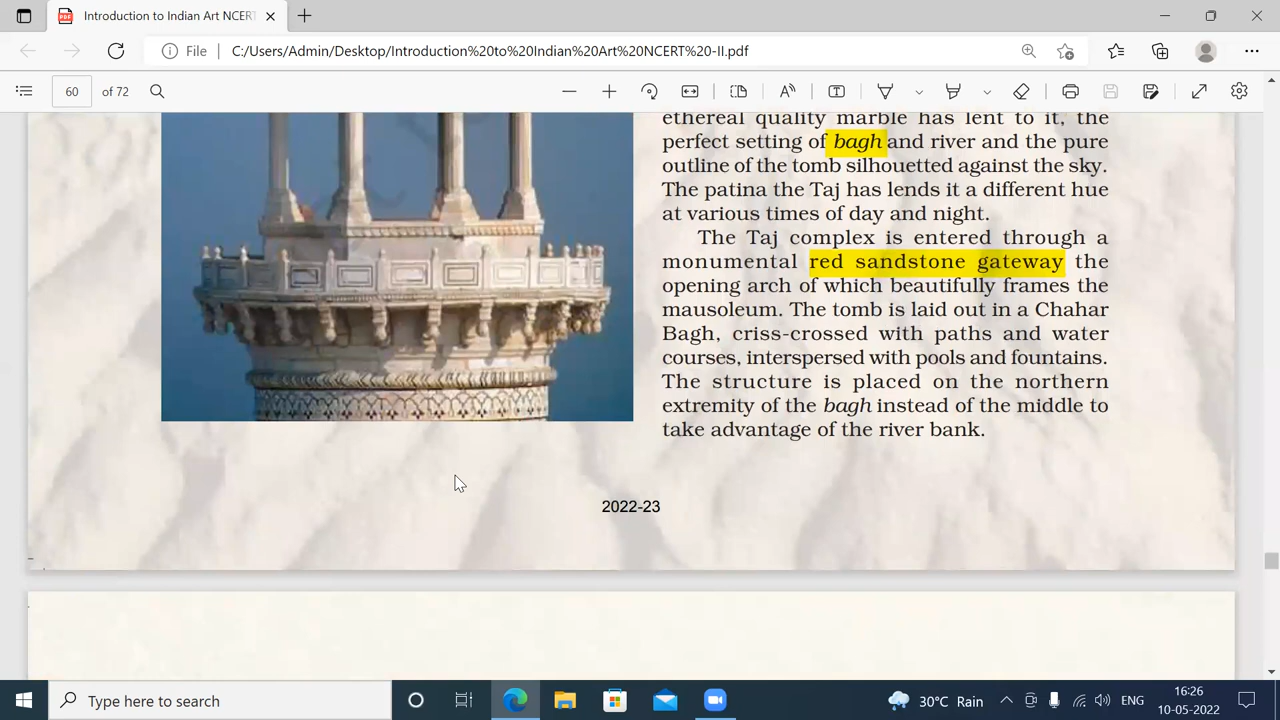 Introduction to Indian Art NCERT
File
C:/Users/Admin/Desktop/Introduction%20to%20Indian%20Art%20NCERT%20-II.pdf
60 of 72
ethereal quality marble has lent to it, the
perfect setting of bagh and river and the pure
outline of the tomb silhouetted against the sky.
The patina the Taj has lends it a different hue
at various times of day and night.
The Taj complex is entered through a
monumental red sandstone gateway the
opening arch of which beautifully frames the
mausoleum. The tomb is laid out in a Chahar
Bagh, criss-crossed with paths and water
courses, interspersed with pools and fountains.
The structure is placed on the northern
extremity of the bagh instead of the middle to
take advantage of the river bank.
2022-23
Type here to search
30°C Rain
ENG
16:26
10-05-2022